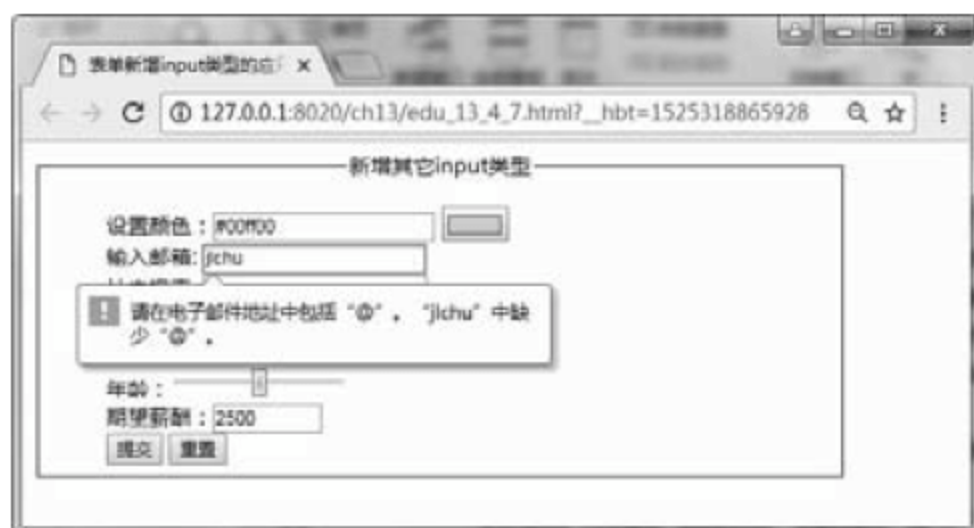 表单新增input类型的应
127.0.0.1:8020/ch13/edu_13_4_7.html?__hbt=1525318865928
新增其它input类型
设置颜色：#00ff00
输入邮箱: jlchu
请在电子邮件地址中包括“@”。“jlchu”中缺
少“@”。
年龄：
期望薪酬：2500
提交 重置